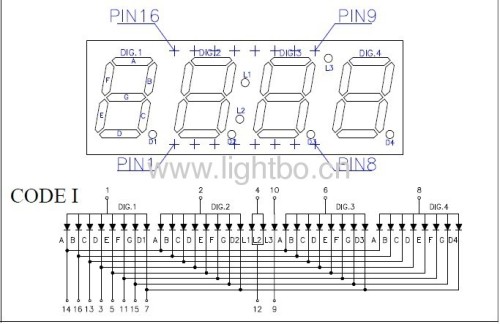 PIN16 PIN9
DIG.1 DIG.2 DIG.3 DIG.4
L3
A
F B
L1
G
E C
L2
D D1 D2 D3 D4
PIN1 PIN8
www.lightbo.cn
CODE I
1 2 4 10 6 8
DIG.1 DIG.2 DIG.3 DIG.4
A B C D E F G D1 A B C D E F G D2 L1 L2 L3 A B C D E F G D3 A B C D E F G D4
14 16 13 3 5 11 15 7 12 9